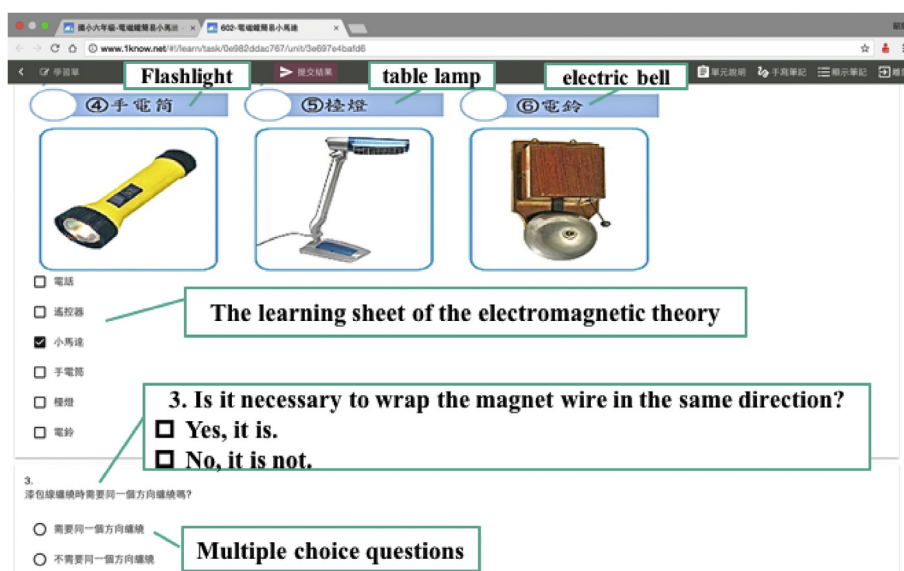 國小六年級-電磁鐵簡易小馬達
602-電磁鐵簡易小馬達
www.1know.net/#!/learn/task/0e982ddac767/unit/3e697e4bafd6
學習單
Flashlight
提交結果
table lamp
electric bell
單元說明
手寫筆記
顯示筆記
④手電筒
⑤檯燈
⑥電鈴
電話
遙控器
The learning sheet of the electromagnetic theory
小馬達
手電筒
檯燈
3. Is it necessary to wrap the magnet wire in the same direction?
Yes, it is.
電鈴
No, it is not.
3.
漆包線纏繞時需要同一個方向纏繞嗎?
需要同一個方向纏繞
Multiple choice questions
不需要同一個方向纏繞